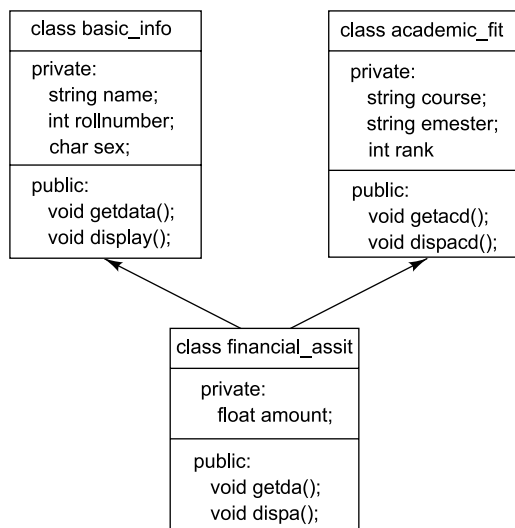 class basic_info
private:
string name;
int rollnumber;
char sex;
public:
void getdata();
void display();
class academic_fit
private:
string course;
string emester;
int rank
public:
void getacd();
void dispacd();
class financial_assit
private:
float amount;
public:
void getda();
void dispa();